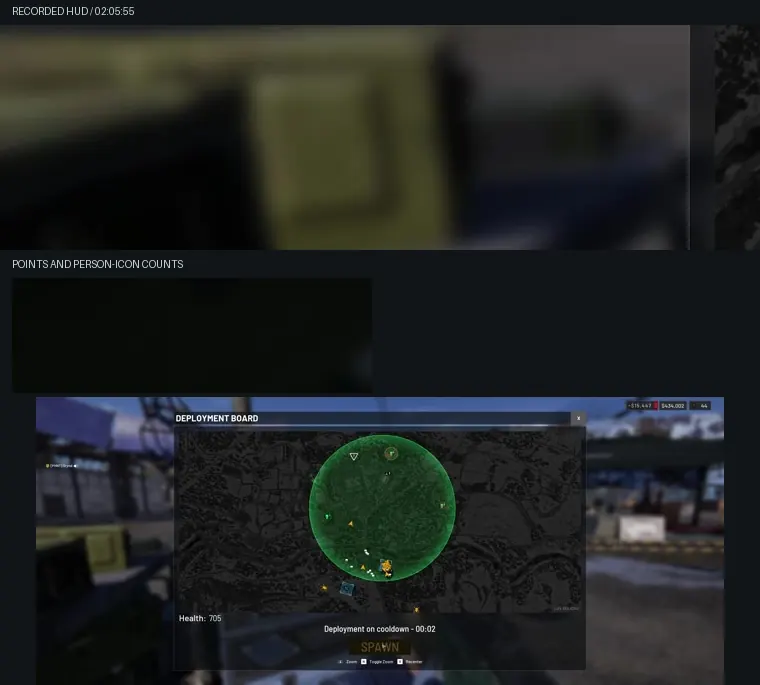 RECORDED HUD / 02:05:55
POINTS AND PERSON-ICON COUNTS
$434,002
44
DEPLOYMENT BOARD
X
Health: 705
Deployment on cooldown - 00:02
SPAWN
Zoom
Toggle Zoom
Recenter